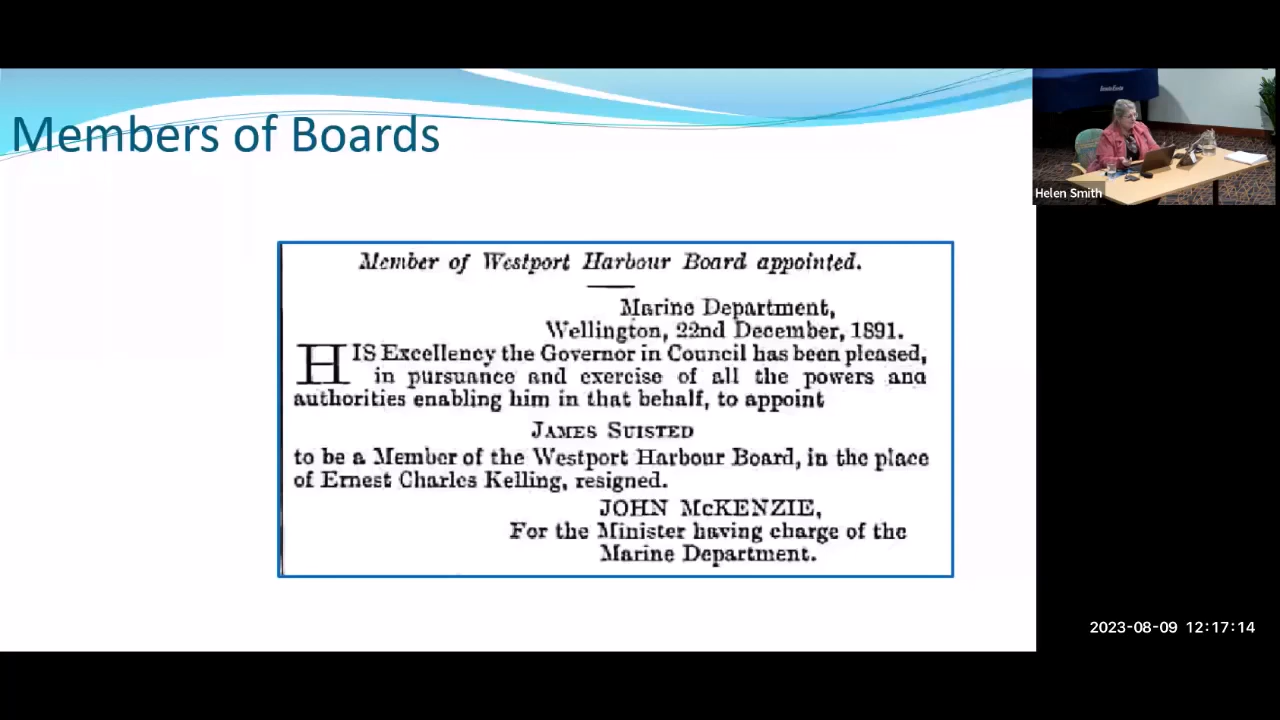 Members of Boards
Member of Westport Harbour Board appointed.
Marine Department,
Wellington, 22nd December, 1891.
HIS Excellency the Governor in Council has been pleased,
in pursuance and exercise of all the powers and
authorities enabling him in that behalf, to appoint
JAMES SUISTED
to be a Member of the Westport Harbour Board, in the place
of Ernest Charles Kelling, resigned.
JOHN McKENZIE,
For the Minister having charge of the
Marine Department.
Helen Smith
2023-08-09 12:17:14